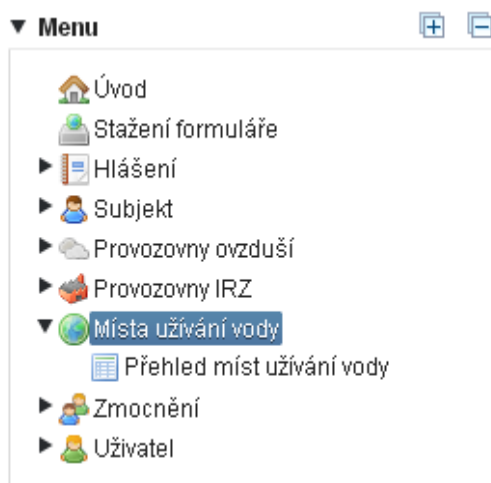 Menu
Úvod
Stažení formuláře
Hlášení
Subjekt
Provozovny ovzduší
Provozovny IRZ
Místa užívání vody
Přehled míst užívání vody
Zmocnění
Uživatel